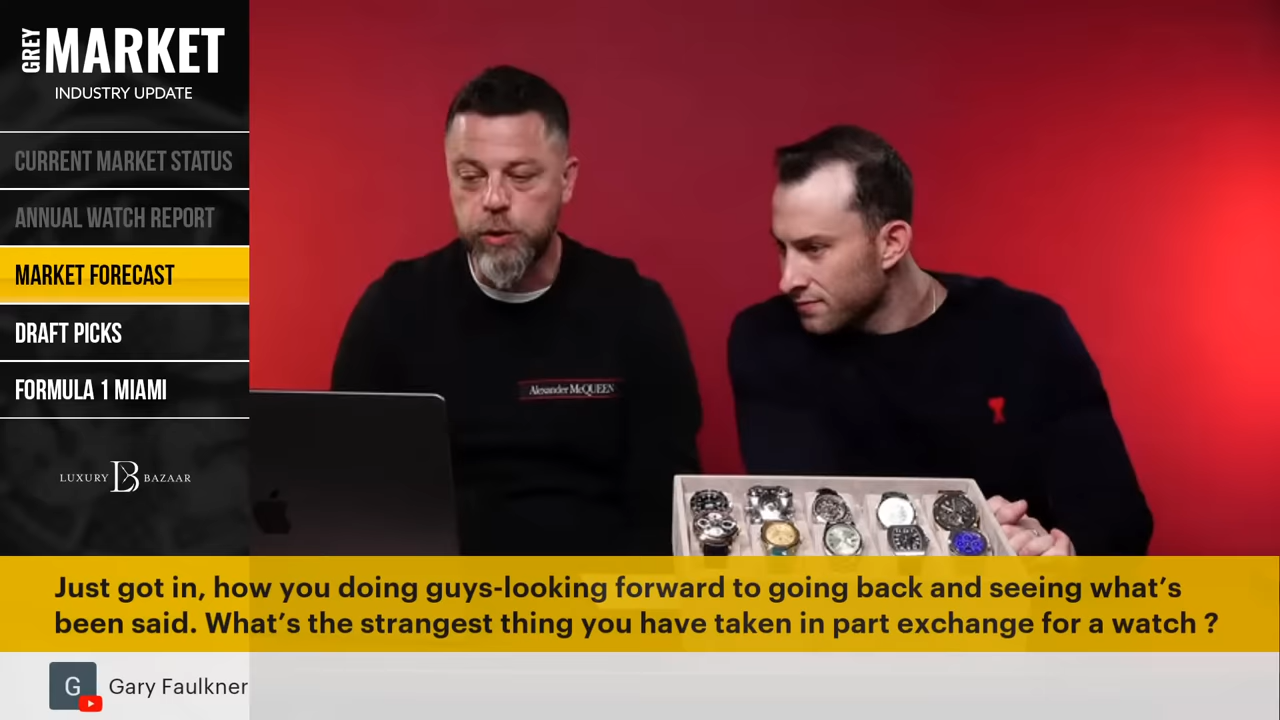 GREY
MARKET
INDUSTRY UPDATE
CURRENT MARKET STATUS
ANNUAL WATCH REPORT
MARKET FORECAST
DRAFT PICKS
FORMULA 1 MIAMI
LUXURY LB BAZAAR
Alexander McQUEEN
Just got in, how you doing guys-looking forward to going back and seeing what’s
been said. What’s the strangest thing you have taken in part exchange for a watch ?
G
Gary Faulkner